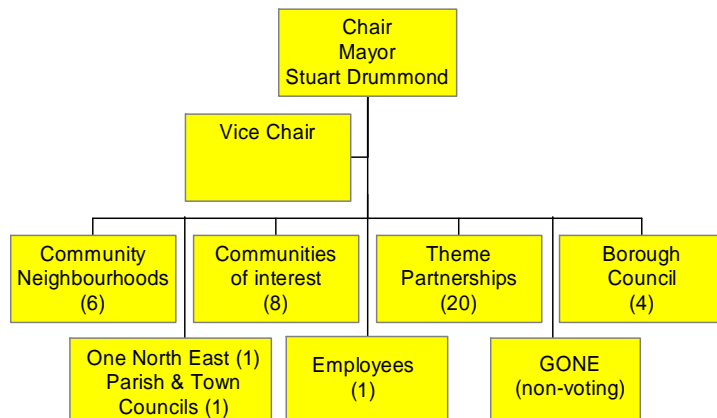 Chair
Mayor
Stuart Drummond
Vice Chair
Community
Neighbourhoods
(6)
Communities
of interest
(8)
Theme
Partnerships
(20)
Borough
Council
(4)
One North East (1)
Parish & Town
Councils (1)
Employees
(1)
GONE
(non-voting)